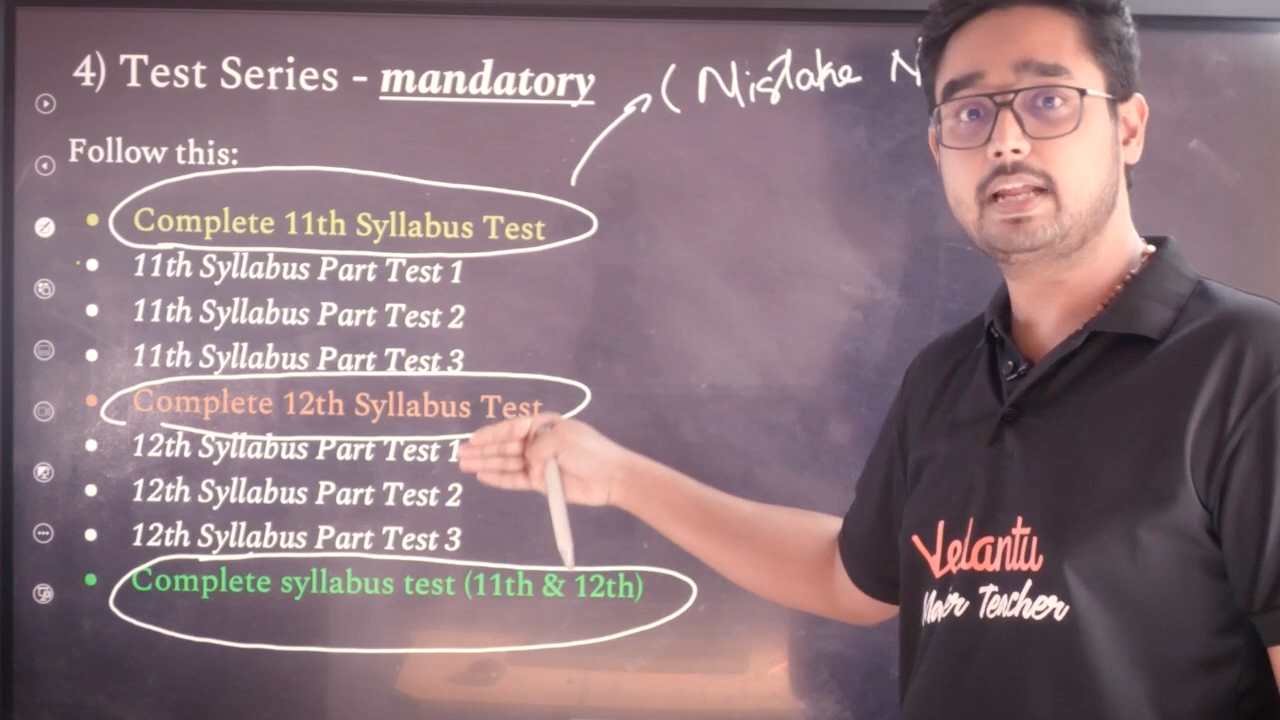 4) Test Series - mandatory
(Mistake
Follow this:
• Complete 11th Syllabus Test
• 11th Syllabus Part Test 1
• 11th Syllabus Part Test 2
• 11th Syllabus Part Test 3
• Complete 12th Syllabus Test
• 12th Syllabus Part Test 1
• 12th Syllabus Part Test 2
• 12th Syllabus Part Test 3
• Complete syllabus test (11th & 12th)
Vedantu
Teacher